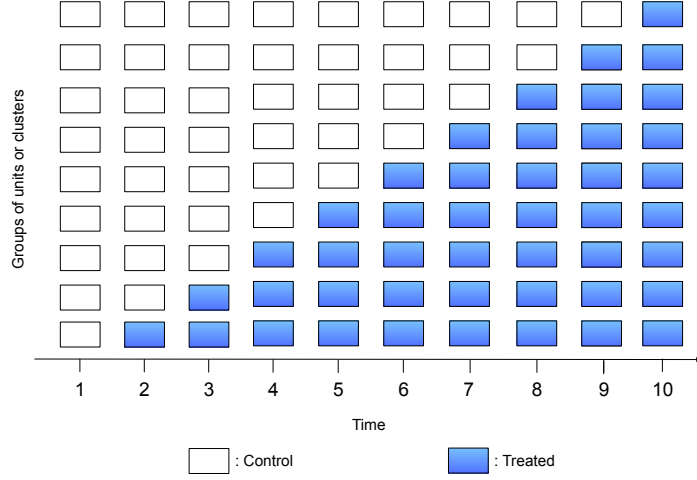 Groups of units or clusters
1 2 3 4 5 6 7 8 9 10
Time
: Control
: Treated